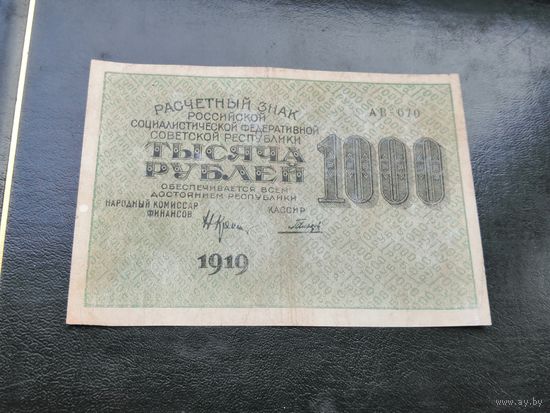 РАСЧЕТНЫЙ ЗНАК
РОССИЙСКОЙ
СОЦИАЛИСТИЧЕСКОЙ ФЕДЕРАТИВНОЙ
СОВЕТСКОЙ РЕСПУБЛИКИ
АВ-070
ТЫСЯЧА
РУБЛЕЙ
1000
ОБЕСПЕЧИВАЕТСЯ ВСЕМ
ДОСТОЯНИЕМ РЕСПУБЛИКИ
НАРОДНЫЙ КОМИССАР
ФИНАНСОВ
КАССИР
1919
www.ay.by